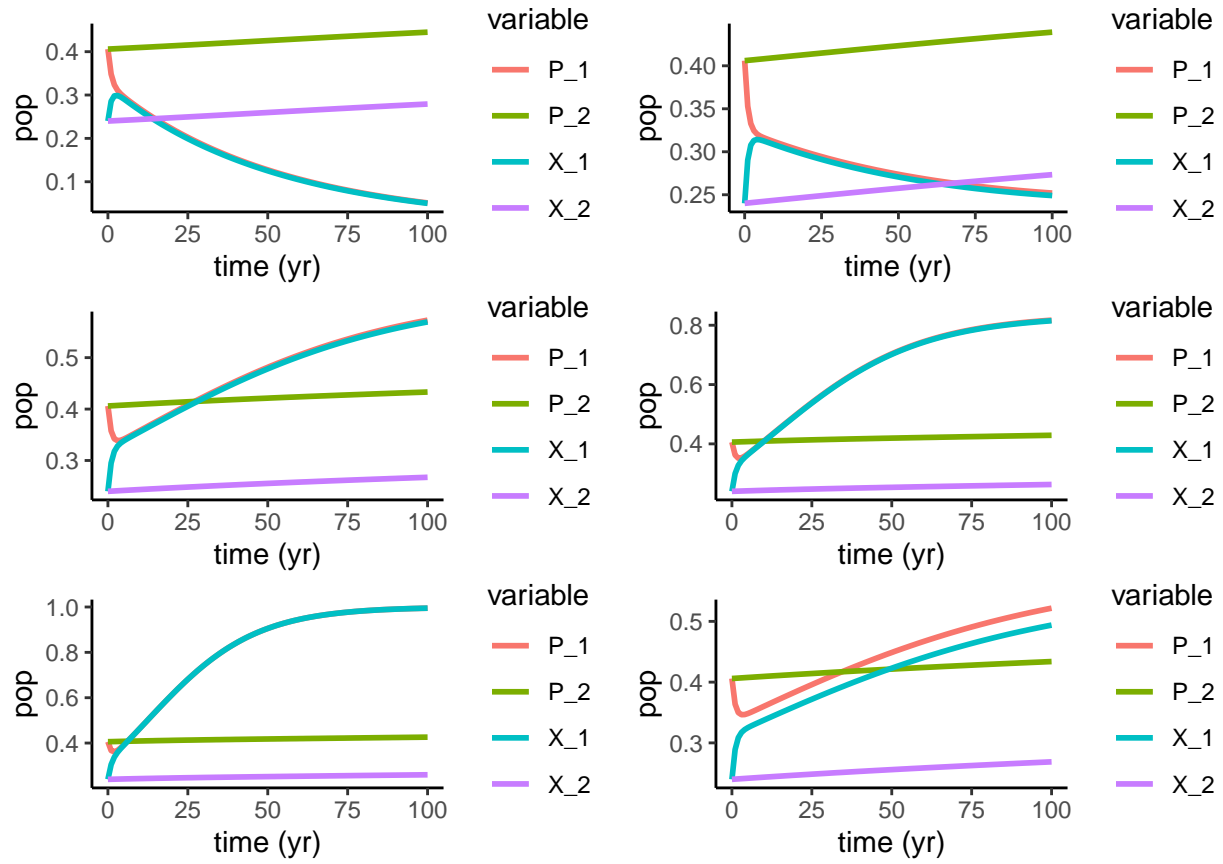 variable
0.4
0.3
0.2
0.1
pop
P_1
P_2
X_1
X_2
0 25 50 75 100
time (yr)
variable
0.40
0.35
0.30
0.25
pop
P_1
P_2
X_1
X_2
0 25 50 75 100
time (yr)
variable
0.5
0.4
0.3
pop
P_1
P_2
X_1
X_2
0 25 50 75 100
time (yr)
variable
0.8
0.6
0.4
pop
P_1
P_2
X_1
X_2
0 25 50 75 100
time (yr)
variable
1.0
0.8
0.6
0.4
pop
P_1
P_2
X_1
X_2
0 25 50 75 100
time (yr)
variable
0.5
0.4
0.3
pop
P_1
P_2
X_1
X_2
0 25 50 75 100
time (yr)